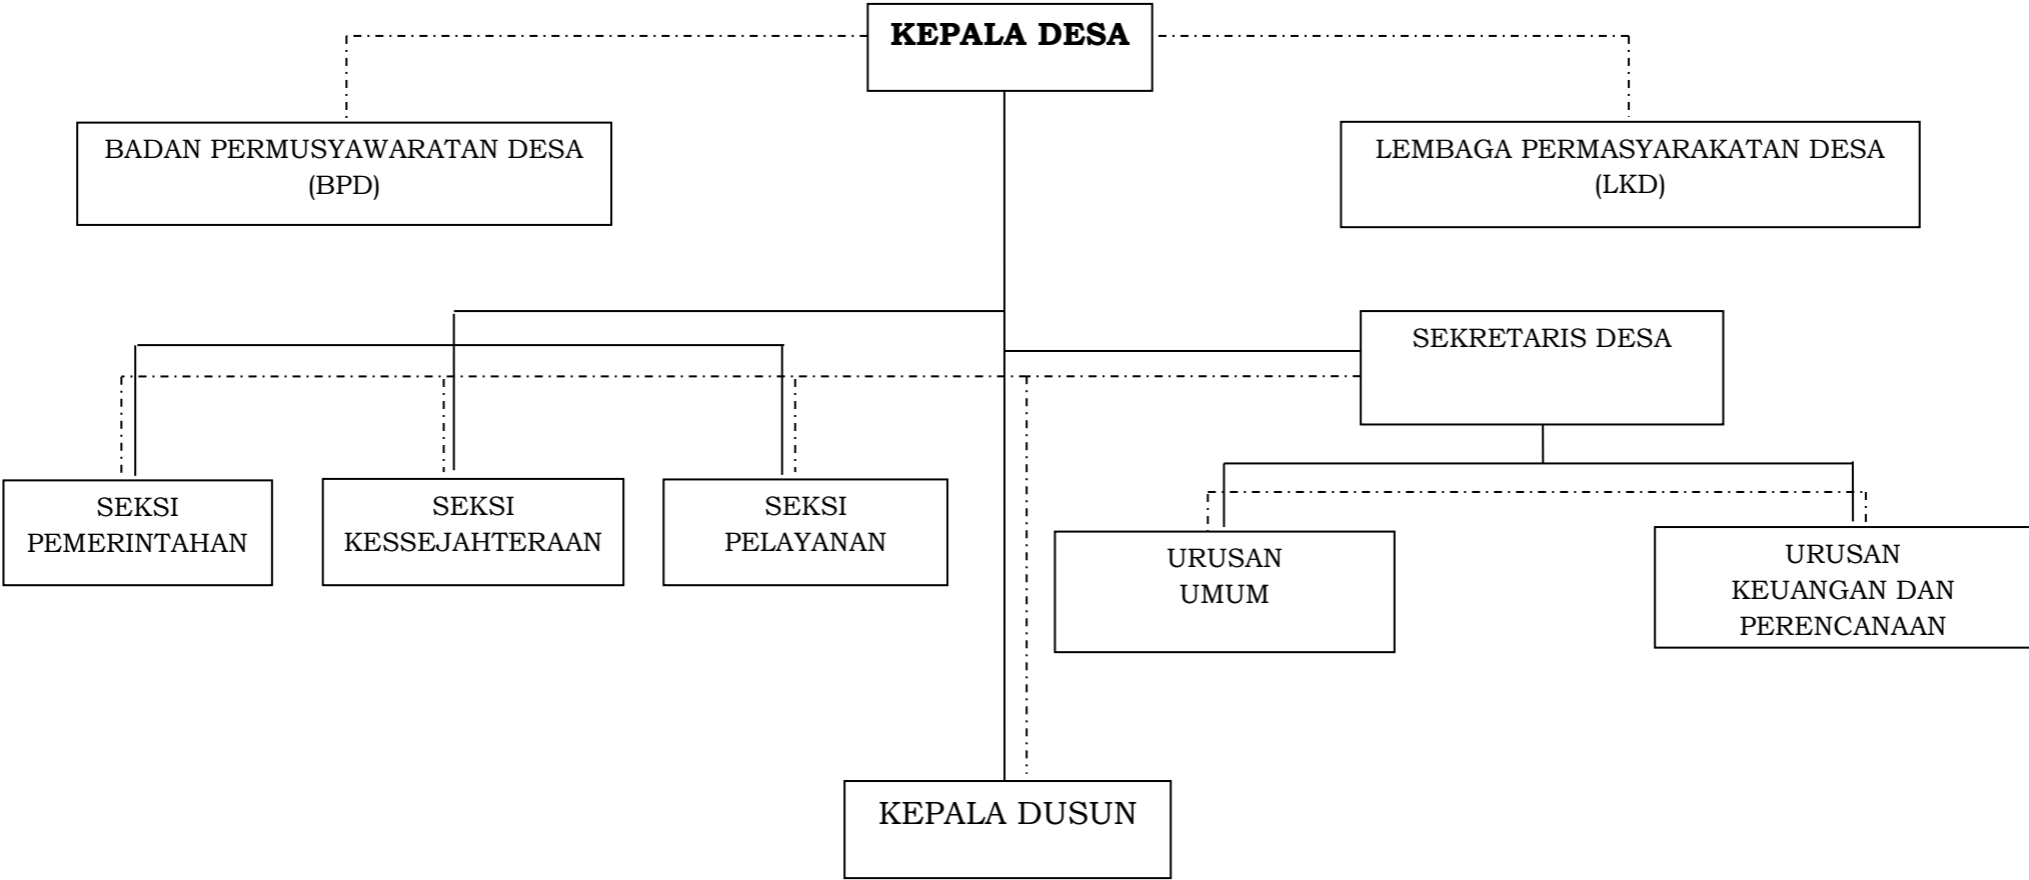 KEPALA DESA
BADAN PERMUSYAWARATAN DESA
(BPD)
LEMBAGA PERMASYARAKATAN DESA
(LKD)
SEKRETARIS DESA
SEKSI
PEMERINTAHAN
SEKSI
KESSEJAHTERAAN
SEKSI
PELAYANAN
URUSAN
UMUM
URUSAN
KEUANGAN DAN
PERENCANAAN
KEPALA DUSUN